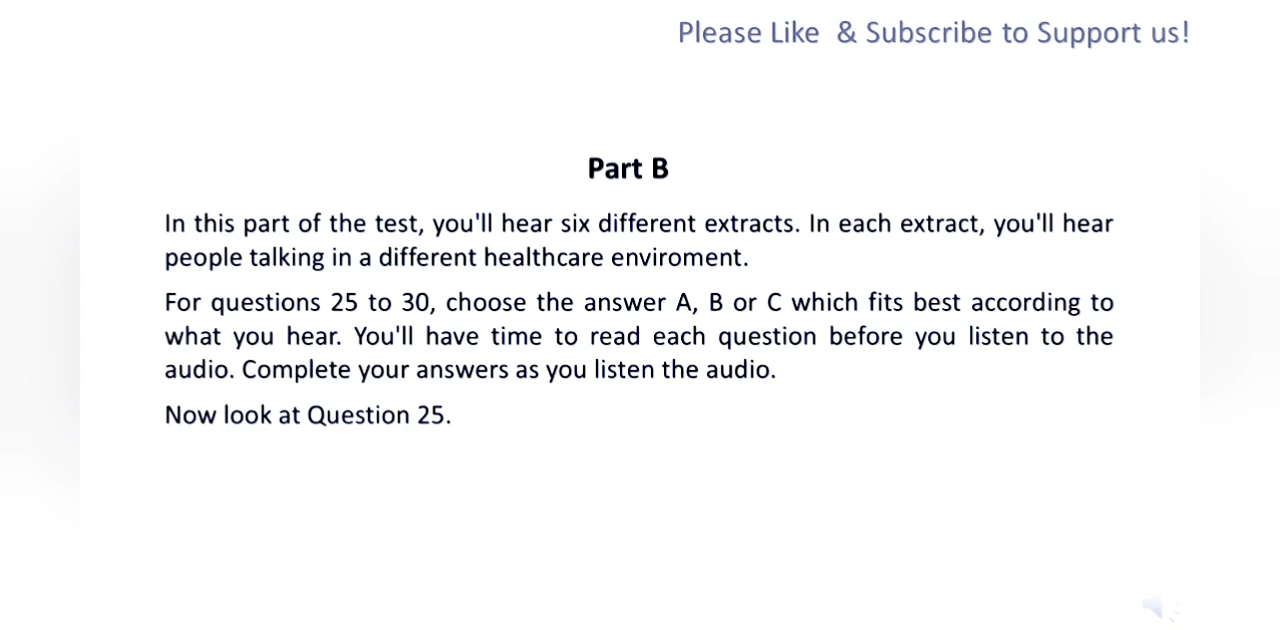 Please Like & Subscribe to Support us!
Part B
In this part of the test, you'll hear six different extracts. In each extract, you'll hear
people talking in a different healthcare enviroment.
For questions 25 to 30, choose the answer A, B or C which fits best according to
what you hear. You'll have time to read each question before you listen to the
audio. Complete your answers as you listen the audio.
Now look at Question 25.